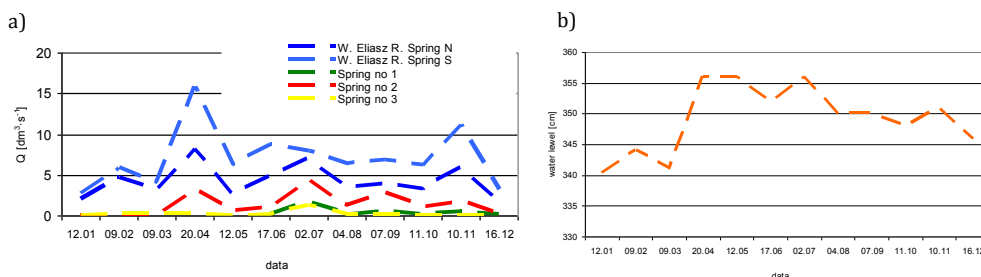 a)
W. Eliasz R. Spring N
W. Eliasz R. Spring S
Spring no 1
Spring no 2
Spring no 3
Q [dm³·s⁻¹]
20
15
10
5
0
12.01 09.02 09.03 20.04 12.05 17.06 02.07 04.08 07.09 11.10 10.11 16.12
data
b)
water lewel [cm]
360
355
350
345
340
335
330
12.01 09.02 09.03 20.04 12.05 17.06 02.07 04.08 07.09 11.10 10.11 16.12
data